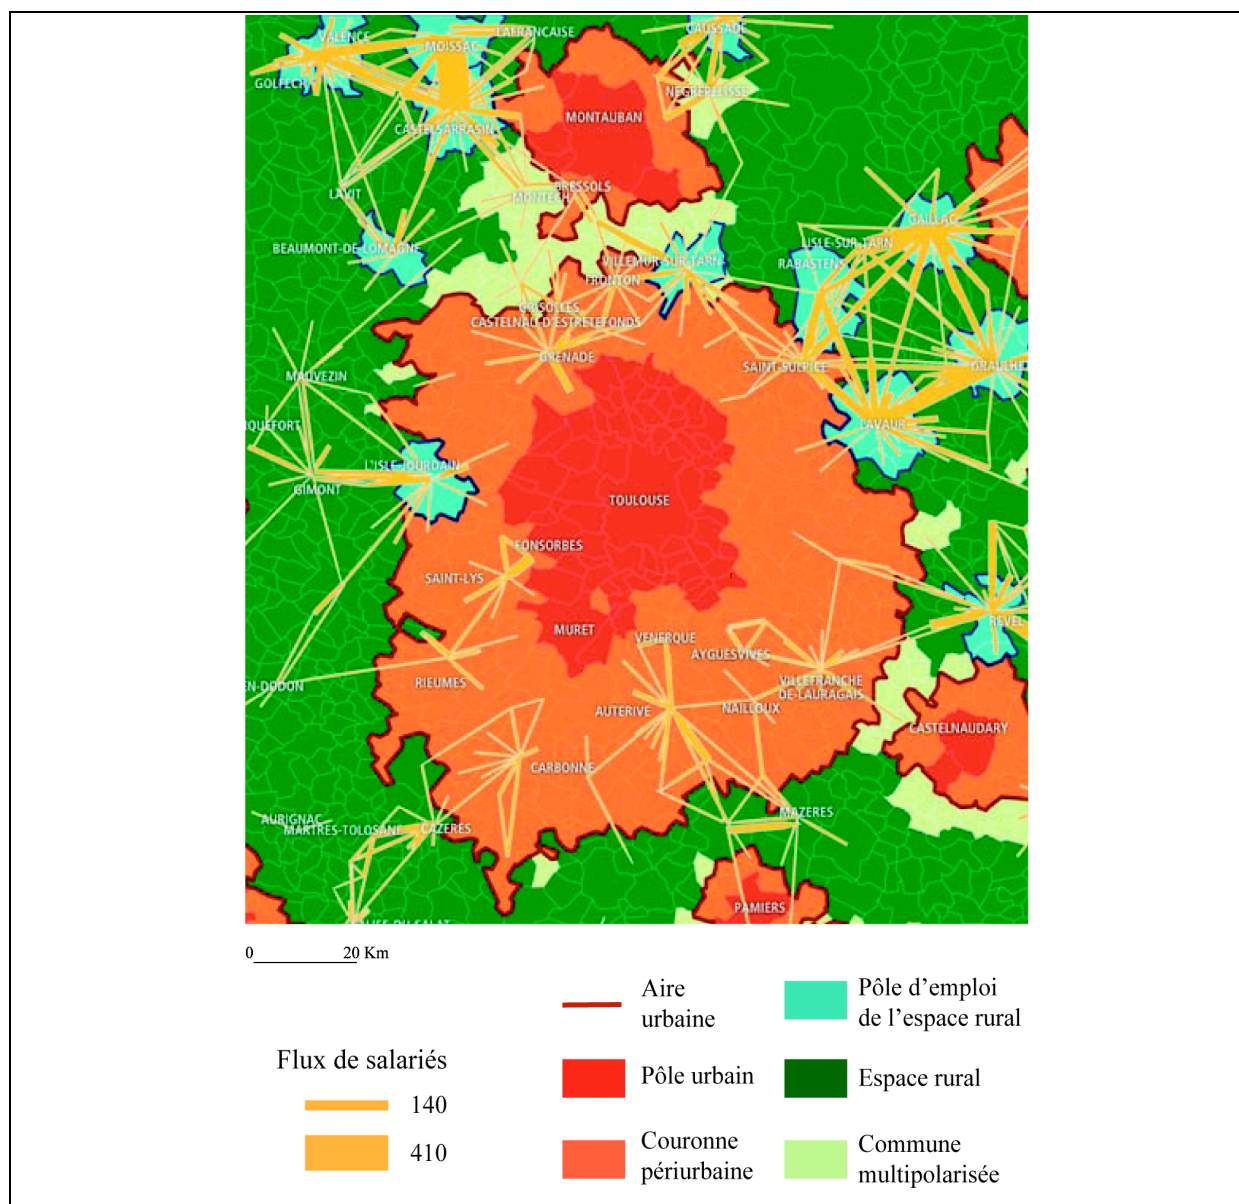 CAUSSADE
LAFRANCAISE
VALENCE
MOISSAC
GOLFECH
NEGREPELISSE
MONTAUBAN
CASTELSARRASIN
BRESSOLS
LAVIT
MONTECH
GAILLAC
BEAUMONT-DE-LOMAGNE
LISLE-SUR-TARN
VILLEMUR-SUR-TARN
RABASTENS
FRONTON
GRISOLLES
CASTELNAU-D'ESTRETEFONDS
GRENADE
SAINT-SULPICE
GRAULHE
MAUVEZIN
QUEFORT
LAVAUR
L'ISLE-JOURDAIN
GIMONT
TOULOUSE
FONSORBES
SAINT-LYS
REVEL
MURET
VENERQUE
AYGUESVIVES
EN-DODON
RIEUMES
VILLEFRANCHE
DE-LAURAGAIS
AUTERIVE
NAILLOUX
CASTELNAUDARY
CARBONNE
MAZERES
AURIGNAC
MARTRES-TOLOSANE
CAZERES
PAMIERS
0 20 Km
Aire
urbaine
Pôle d’emploi
de l’espace rural
Flux de salariés
Pôle urbain
Espace rural
140
410
Couronne
périurbaine
Commune
multipolarisée